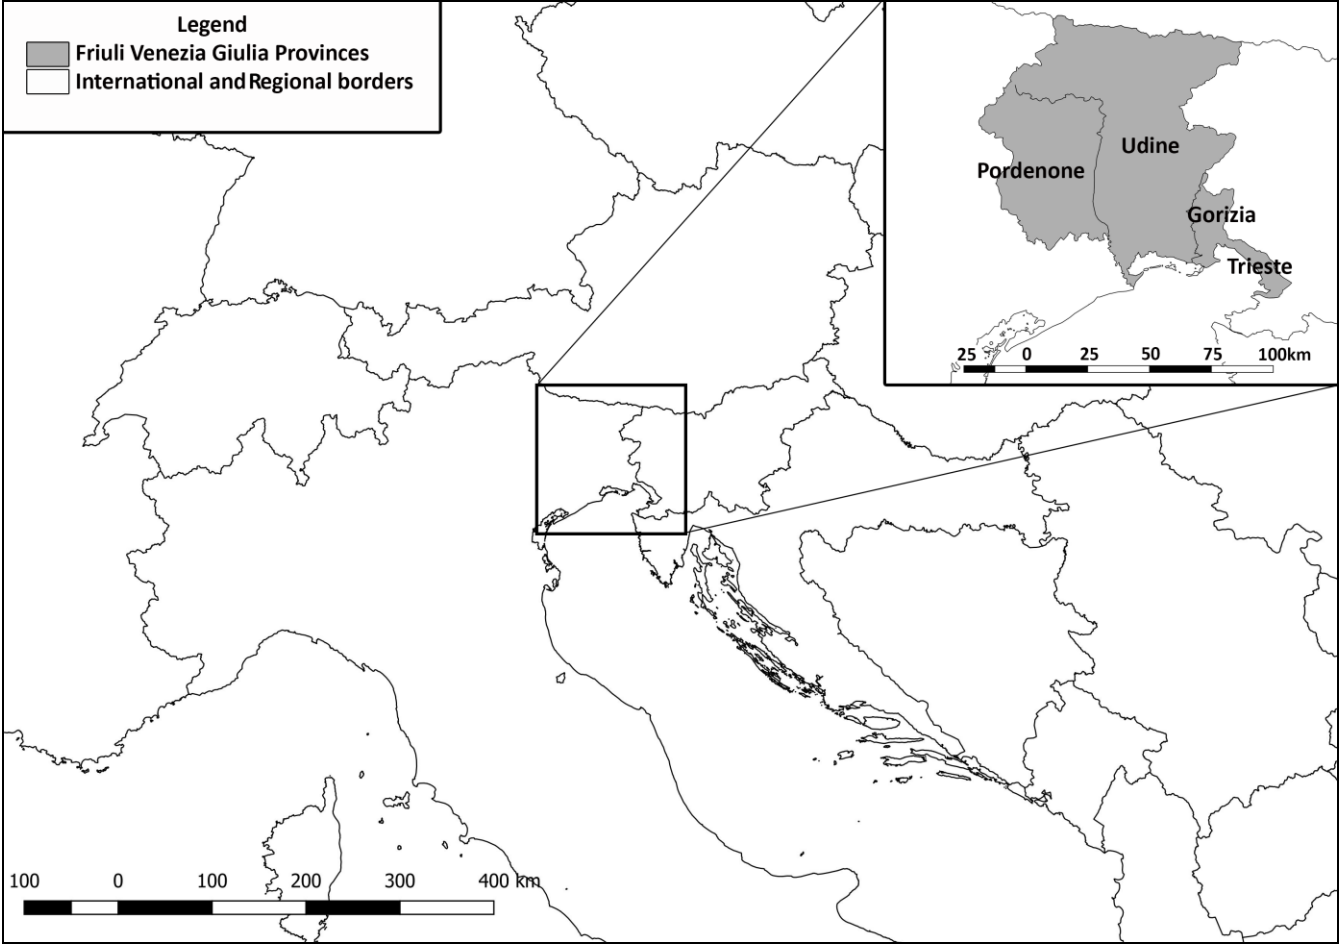 Legend
Friuli Venezia Giulia Provinces
International and Regional borders
Udine
Pordenone
Gorizia
Trieste
25 0 25 50 75 100km
100 0 100 200 300 400 km